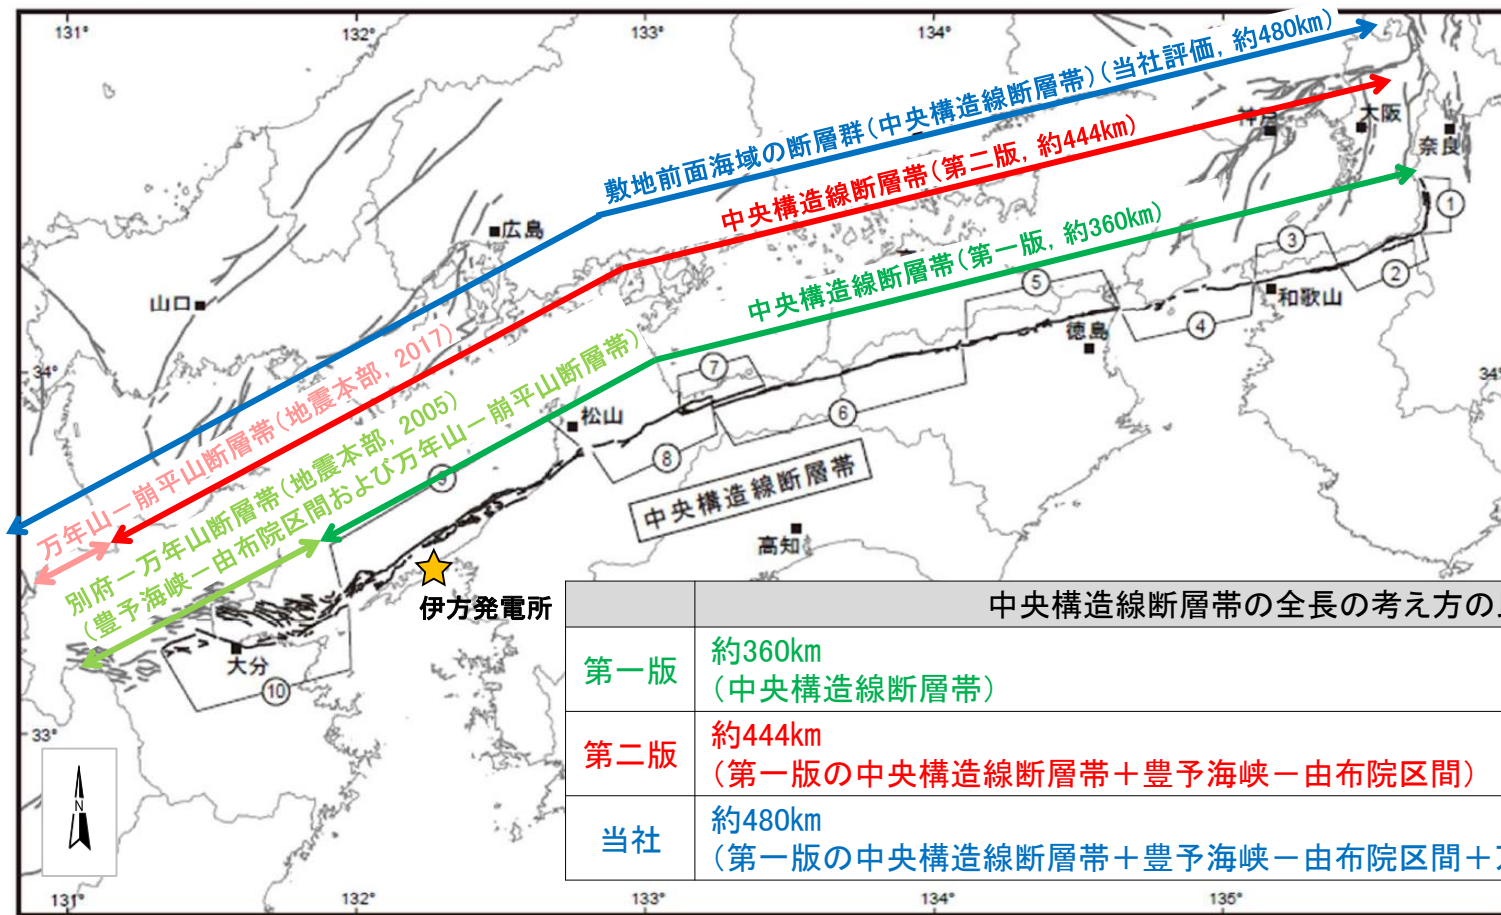 131°
132°
133°
134°
敷地前面海域の断層群(中央構造線断層帯)(当社評価, 約480km)
中央構造線断層帯(第二版, 約444km)
中央構造線断層帯(第一版, 約360km)
万年山－崩平山断層帯(地震本部, 2017)
別府－万年山断層帯(地震本部, 2005)
(豊予海峡－由布院区間および万年山－崩平山断層帯)
神戸
大阪
奈良
広島
山口
和歌山
徳島
松山
高知
大分
①
②
③
④
⑤
⑥
⑦
⑧
⑨
⑩
34°
34°
33°
中央構造線断層帯
伊方発電所
N
中央構造線断層帯の全長の考え方の
第一版
約360km
(中央構造線断層帯)
第二版
約444km
(第一版の中央構造線断層帯＋豊予海峡－由布院区間)
当社
約480km
(第一版の中央構造線断層帯＋豊予海峡－由布院区間＋
131°
132°
133°
134°
135°